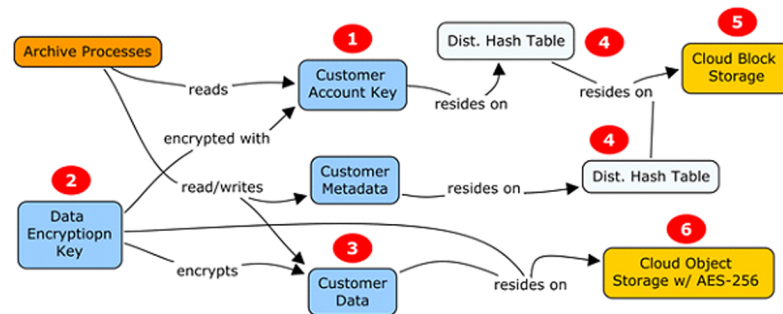 Archive Processes
1
Customer
Account Key
Dist. Hash Table
4
5
Cloud Block
Storage
reads
resides on
resides on
encrypted with
4
2
read/writes
Customer
Metadata
resides on
Dist. Hash Table
Data
Encryptiopn
Key
3
6
encrypts
Customer
Data
resides on
Cloud Object
Storage w/ AES-256